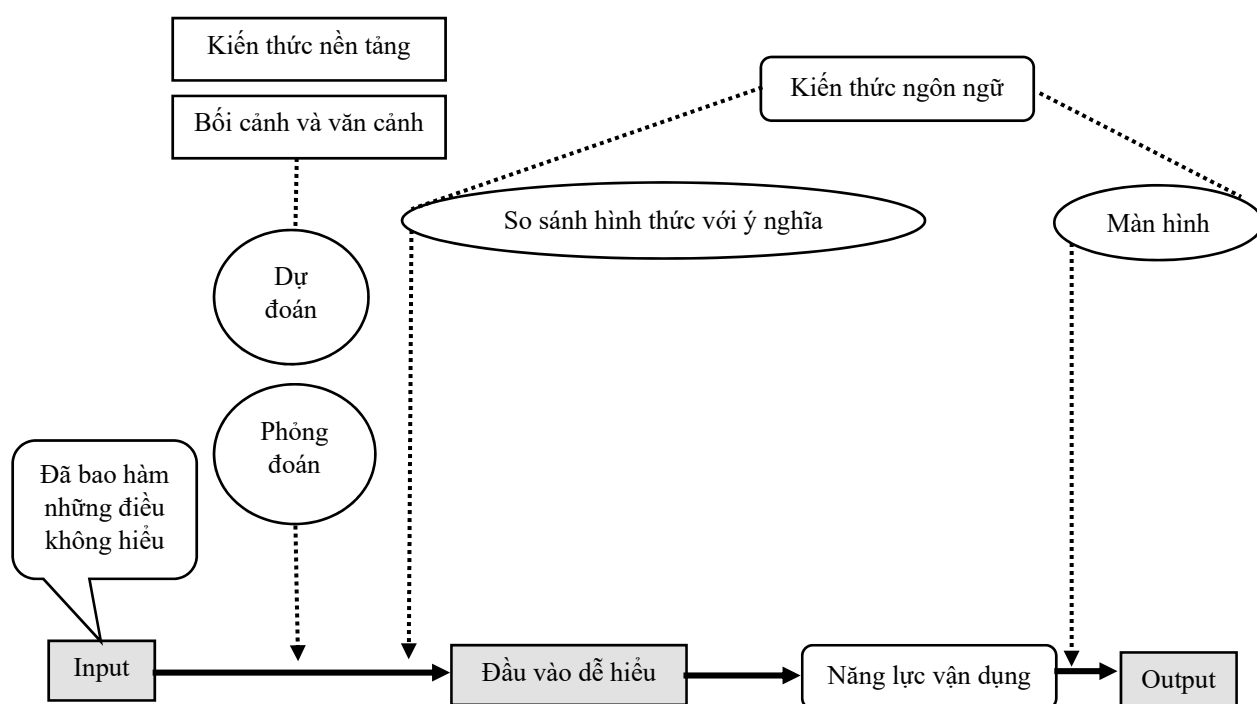 Kiến thức nền tảng
Bối cảnh và văn cảnh
Kiến thức ngôn ngữ
So sánh hình thức với ý nghĩa
Màn hình
Dự
đoán
Phỏng
đoán
Đã bao hàm
những điều
không hiểu
Input
Đầu vào dễ hiểu
Năng lực vận dụng
Output